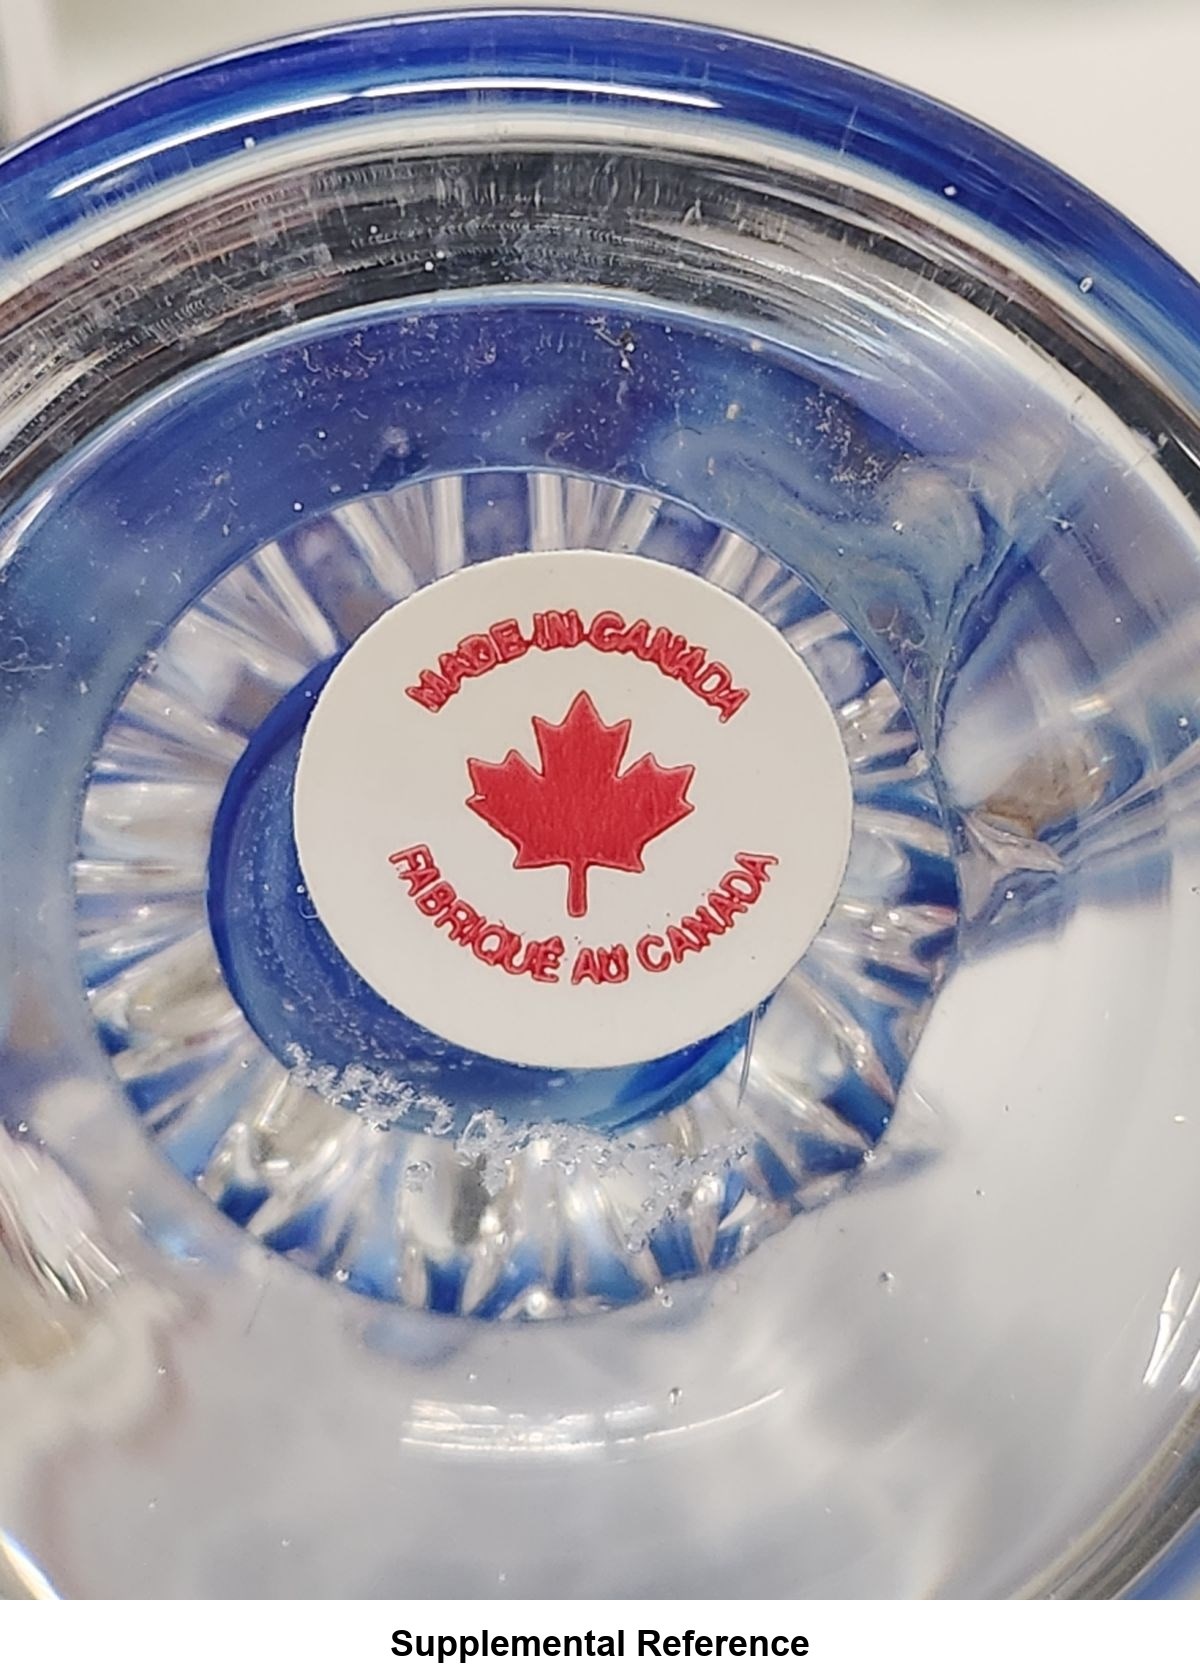 MADE IN CANADA
FABRIQUÉ AU CANADA
Supplemental Reference